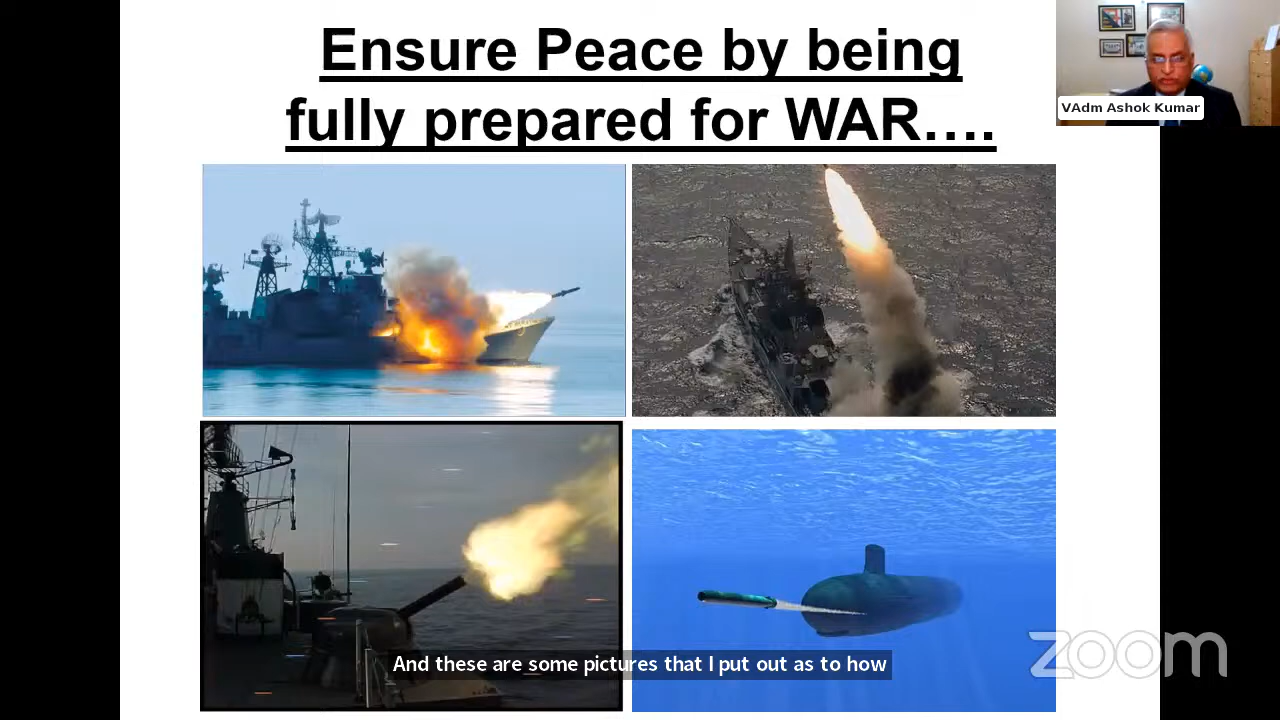 Ensure Peace by being
fully prepared for WAR....
VAdm Ashok Kumar
And these are some pictures that I put out as to how
zoom